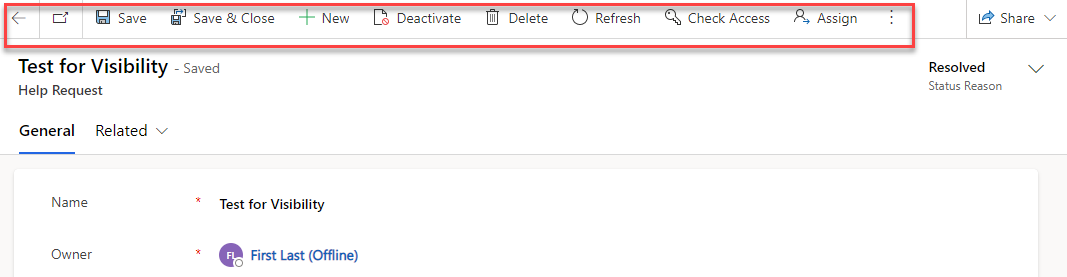 Save Save & Close New Deactivate Delete Refresh Check Access Assign Share
Test for Visibility - Saved
Help Request
Resolved
Status Reason
General Related
Name * Test for Visibility
Owner * FL First Last (Offline)